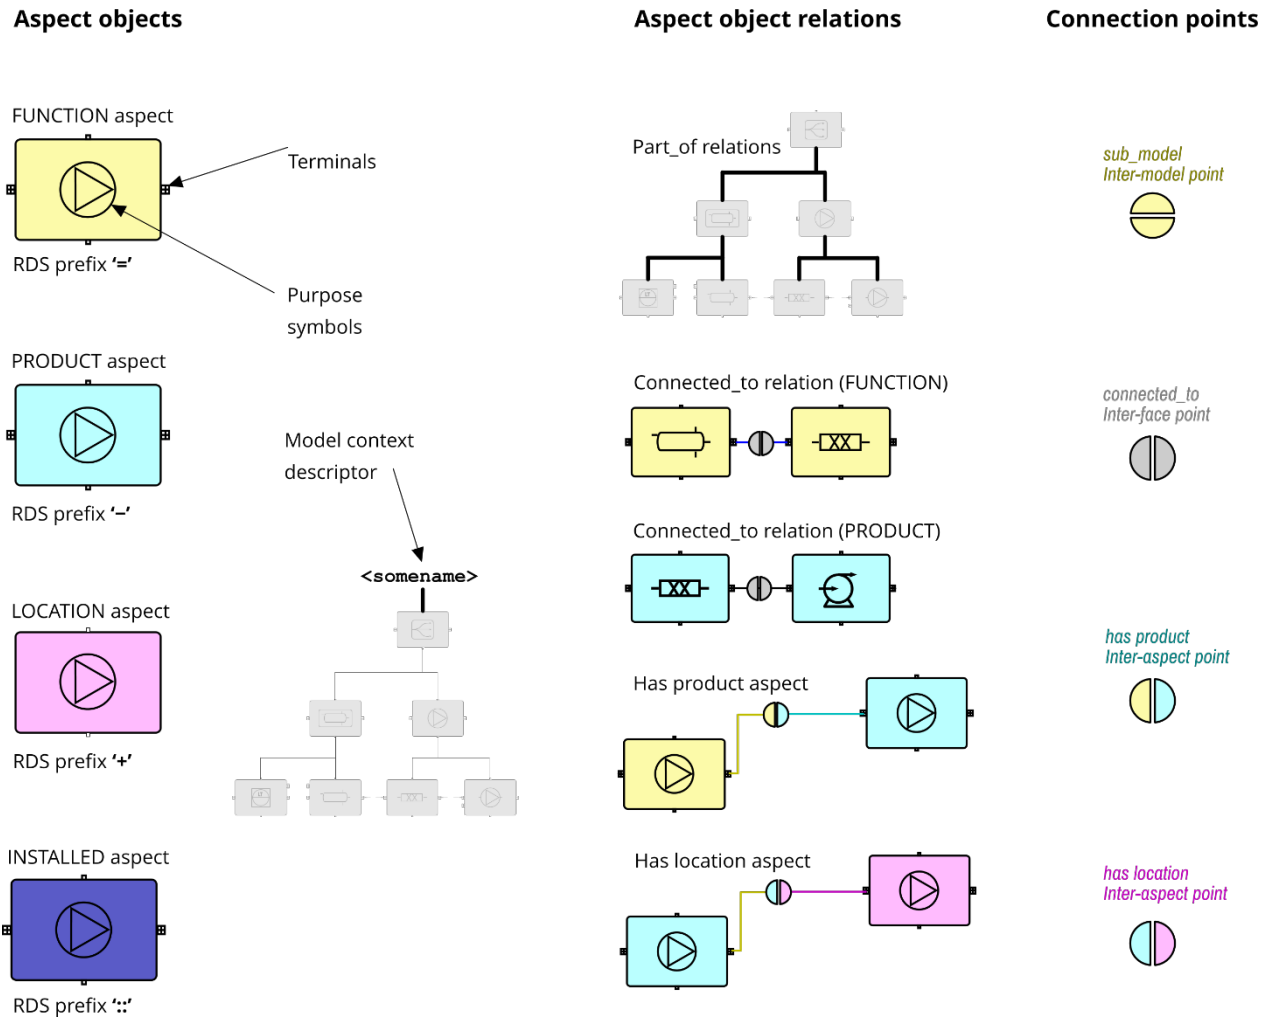 Aspect objects
Aspect object relations
Connection points
FUNCTION aspect
Terminals
RDS prefix ‘=’
Purpose
symbols
PRODUCT aspect
RDS prefix ‘−’
Model context
descriptor
<somename>
LOCATION aspect
RDS prefix ‘+’
INSTALLED aspect
RDS prefix ‘::’
Part_of relations
Connected_to relation (FUNCTION)
Connected_to relation (PRODUCT)
Has product aspect
Has location aspect
sub_model
Inter-model point
connected_to
Inter-face point
has product
Inter-aspect point
has location
Inter-aspect point